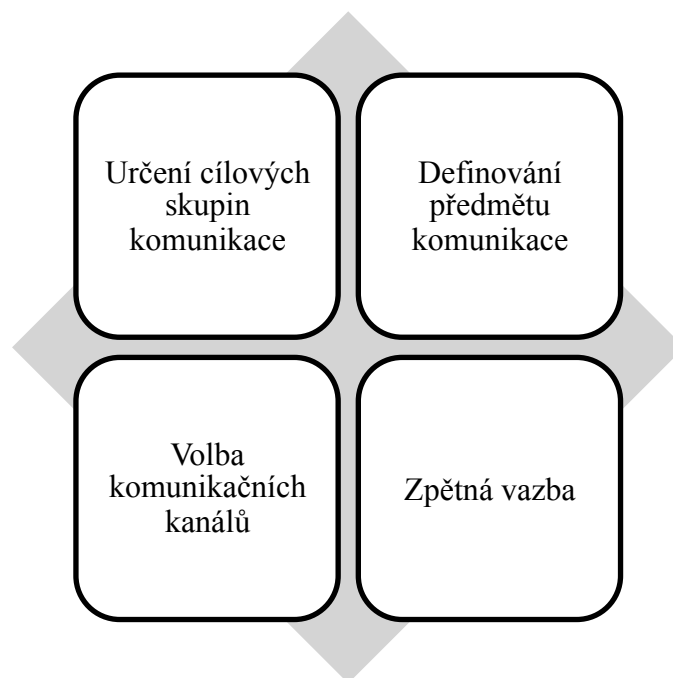 Určení cílových
skupin
komunikace
Definování
předmětu
komunikace
Volba
komunikačních
kanálů
Zpětná vazba